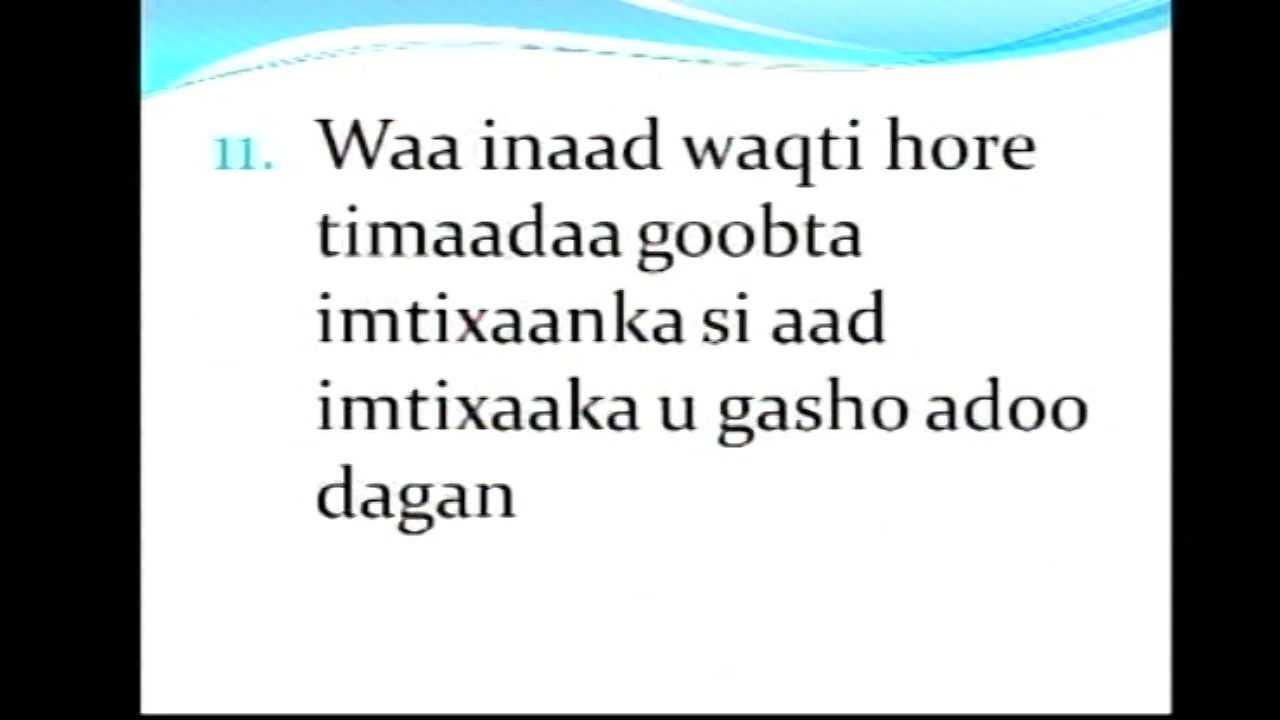 11. Waa inaad waqti hore
timaadaa goobta
imtixaanka si aad
imtixaaka u gasho adoo
dagan